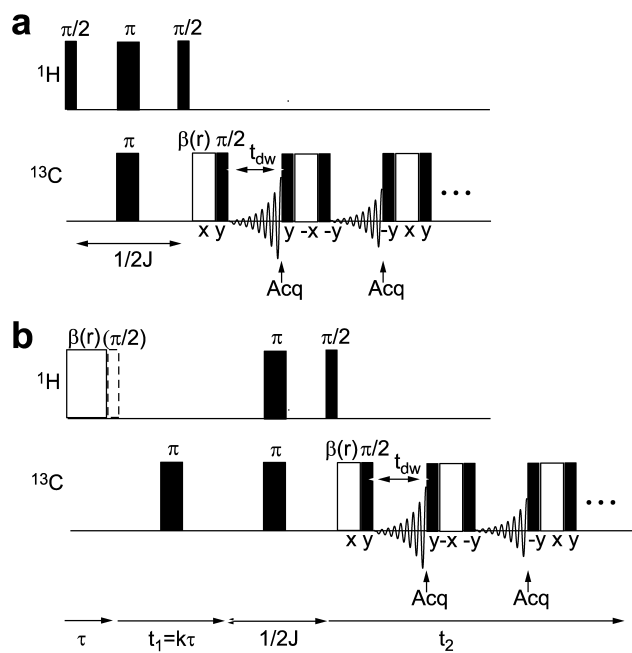 a
π/2 π π/2
¹H
π β(r) π/2 t_dw
¹³C
x y y -x -y -y x y
1/2J
Acq Acq
b
β(r) (π/2) π π/2
¹H
π π β(r) π/2 t_dw
¹³C
x y y -x -y -y x y
Acq Acq
τ t₁=kτ 1/2J t₂